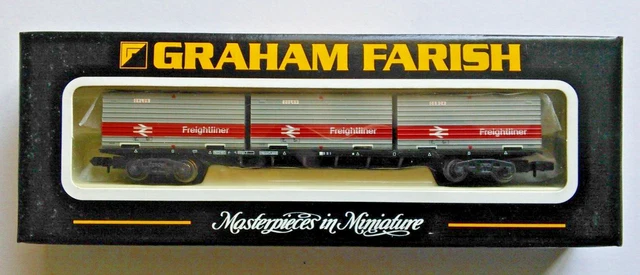 GRAHAM FARISH
Freightliner Freightliner Freightliner
Masterpieces in Miniature